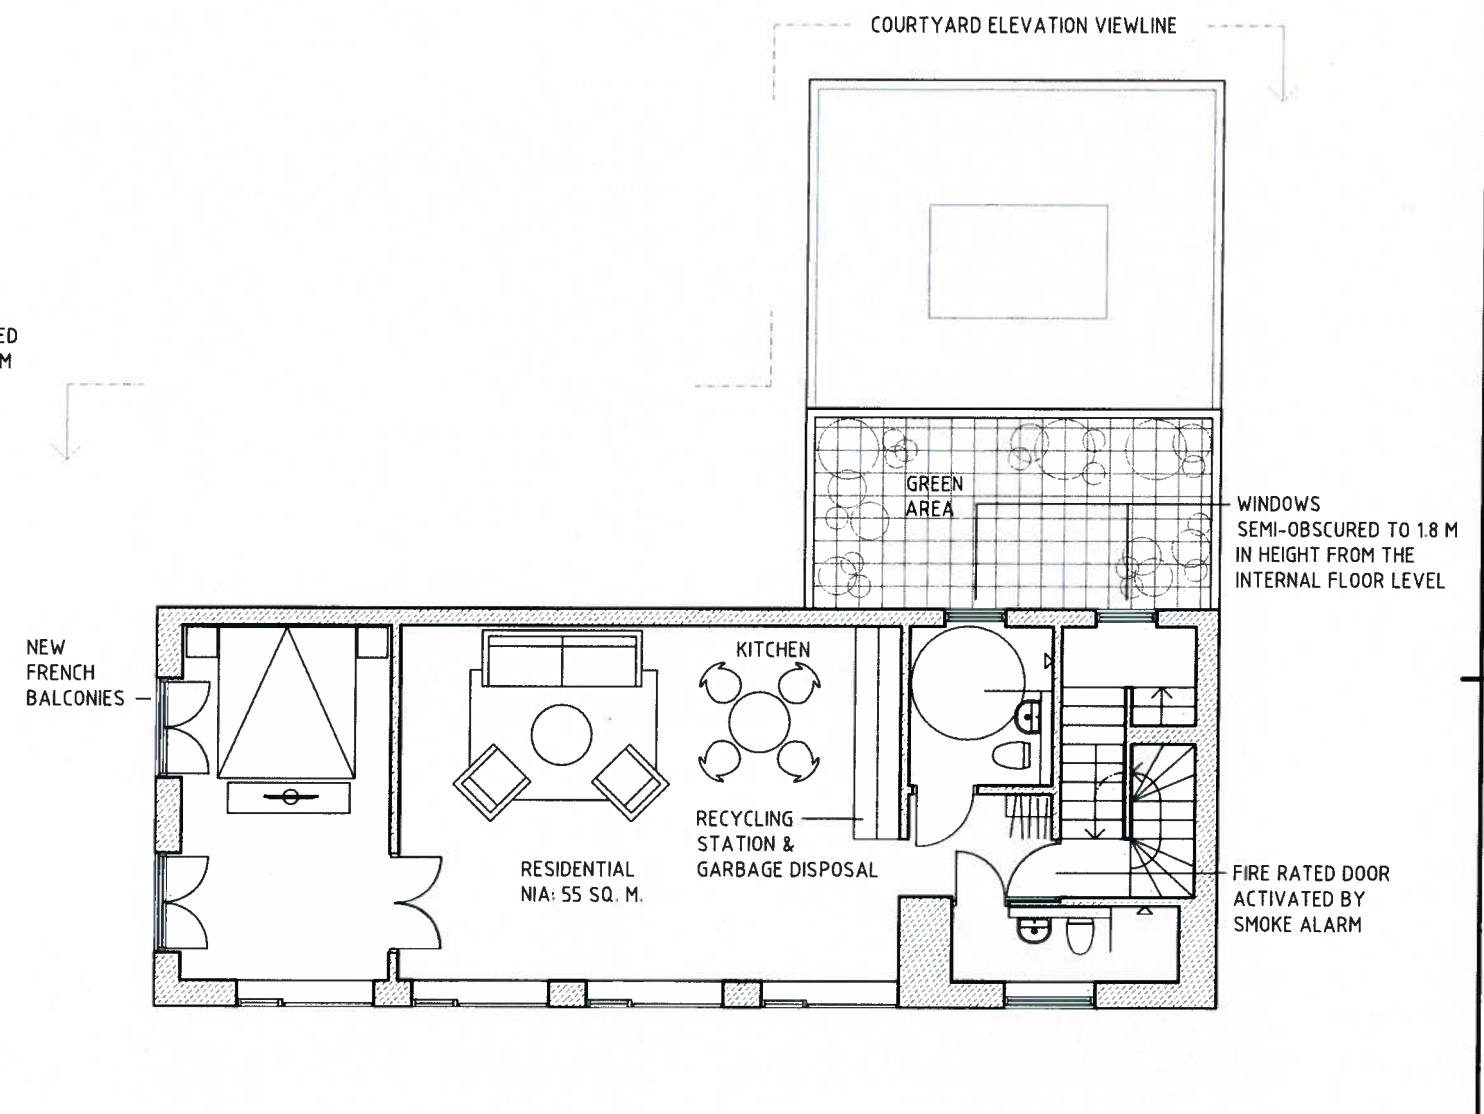 COURTYARD ELEVATION VIEWLINE
ED
M
GREEN
AREA
WINDOWS
SEMI-OBSCURED TO 1.8 M
IN HEIGHT FROM THE
INTERNAL FLOOR LEVEL
NEW
FRENCH
BALCONIES
KITCHEN
RECYCLING
STATION &
GARBAGE DISPOSAL
RESIDENTIAL
NIA: 55 SQ. M.
FIRE RATED DOOR
ACTIVATED BY
SMOKE ALARM